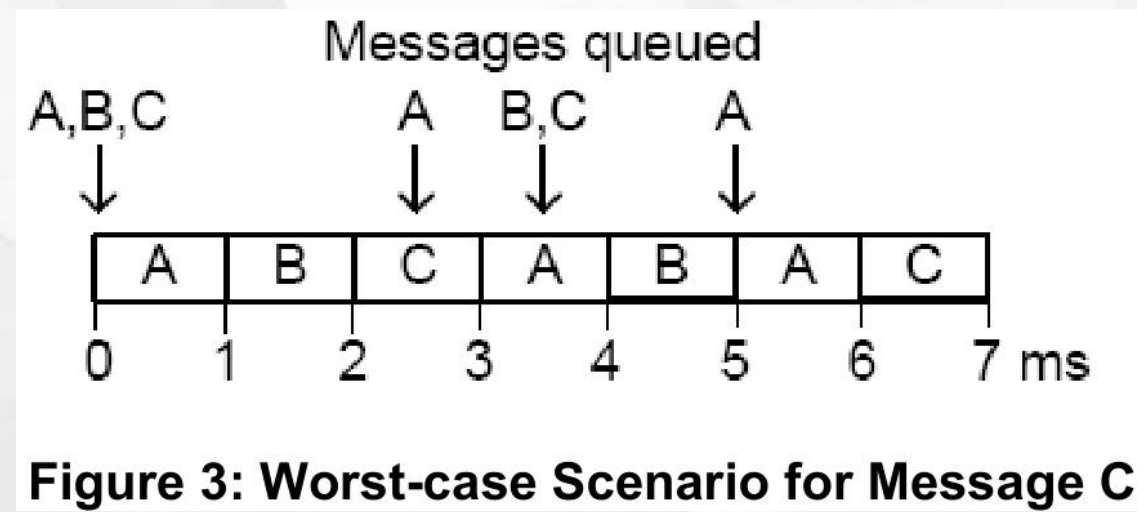 Messages queued
A,B,C A B,C A
A B C A B A C
0 1 2 3 4 5 6 7 ms
Figure 3: Worst-case Scenario for Message C